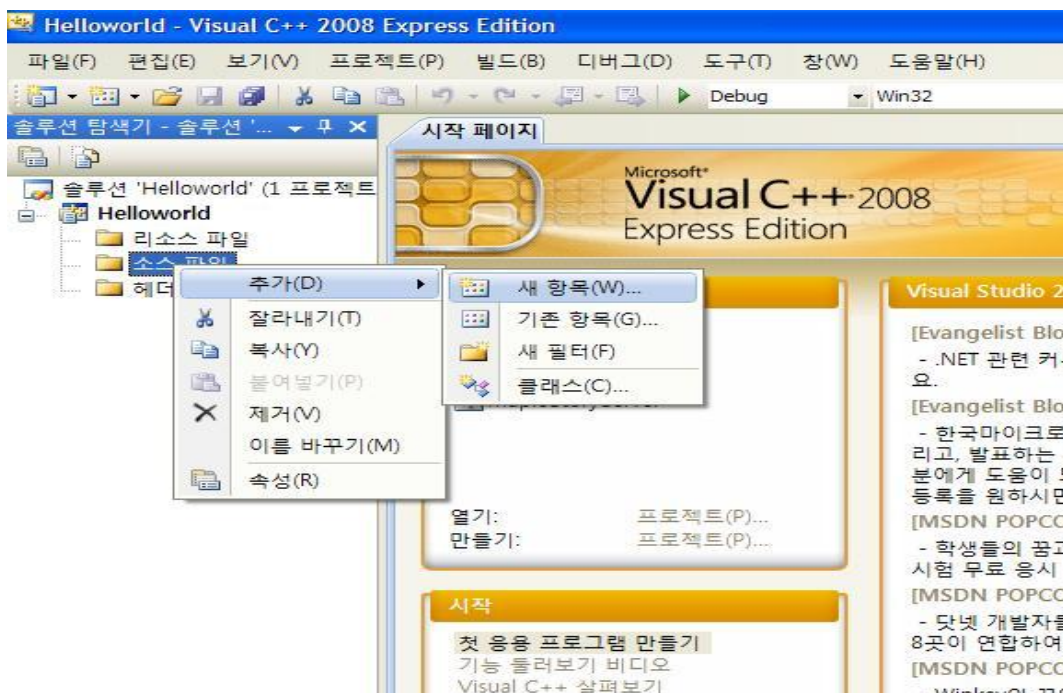 Helloworld - Visual C++ 2008 Express Edition
파일(F) 편집(E) 보기(V) 프로젝트(P) 빌드(B) 디버그(D) 도구(T) 창(W) 도움말(H)
Debug Win32
솔루션 탐색기 - 솔루션 '...
시작 페이지
솔루션 'Helloworld' (1 프로젝트
Helloworld
리소스 파일
소스 파일
헤더
추가(D)
잘라내기(T)
복사(Y)
붙여넣기(P)
제거(V)
이름 바꾸기(M)
속성(R)
새 항목(W)...
기존 항목(G)...
새 필터(F)
클래스(C)...
Microsoft
Visual C++ 2008
Express Edition
열기: 프로젝트(P)...
만들기: 프로젝트(P)...
시작
첫 응용 프로그램 만들기
기능 둘러보기 비디오
Visual C++ 살펴보기
Visual Studio 2
[Evangelist Blo
- .NET 관련 커
요.
[Evangelist Blo
- 한국마이크로
리고, 발표하는
분에게 도움이
등록을 원하시면
[MSDN POPCO
- 학생들의 꿈
시험 무료 응시
[MSDN POPCO
- 닷넷 개발자들
8곳이 연합하여
[MSDN POPCO